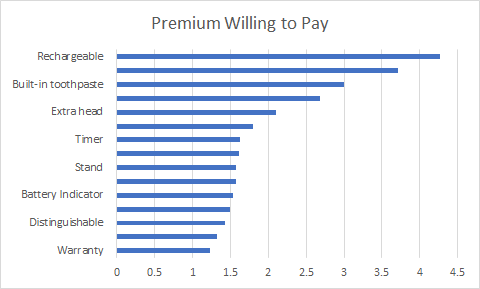 Premium Willing to Pay
Rechargeable
Built-in toothpaste
Extra head
Timer
Stand
Battery Indicator
Distinguishable
Warranty
0 0.5 1 1.5 2 2.5 3 3.5 4 4.5